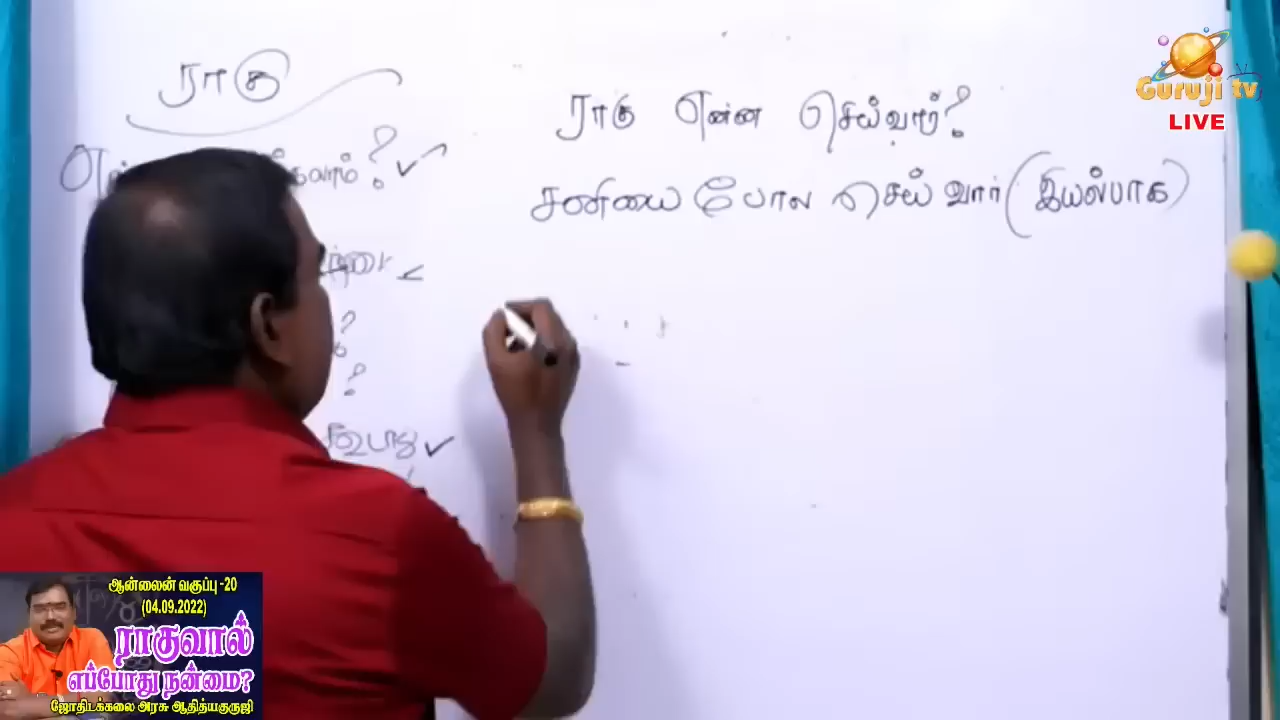 ராகு
ராகு என்ன செய்வார்?
சனியை போல செய்வார் (இயல்பாக)
Guruji tv
LIVE
ஆன்லைன் வகுப்பு -20
(04.09.2022)
ராகுவால்
எப்போது நன்மை?
ஜோதிடக்கலை அரசு ஆதித்யகுருஜி